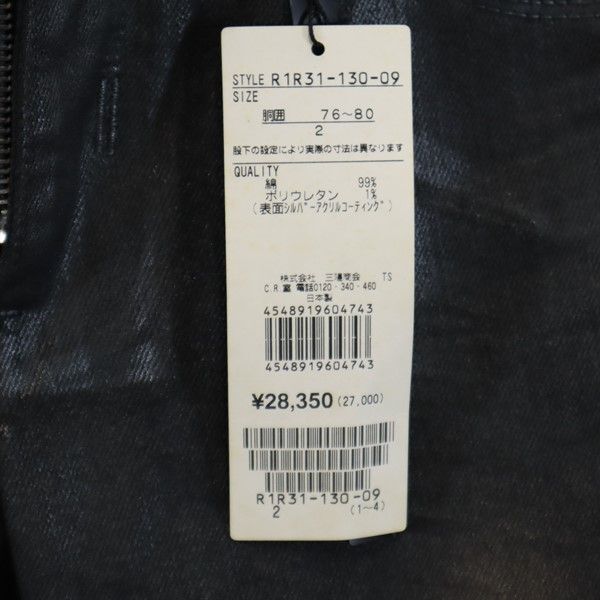 STYLE R1R31-130-09
SIZE
胴囲 76〜80
2
股下の設定により実際の寸法は異なります
QUALITY
綿 99%
ポリウレタン 1%
(表面シルバーアクリルコーティング)
株式会社 三陽商会 TS
C.R.室 電話0120-340-460
日本製
4548919604743
4548919604743
¥28,350(27,000)
R1R31-130-09
2 (1〜4)